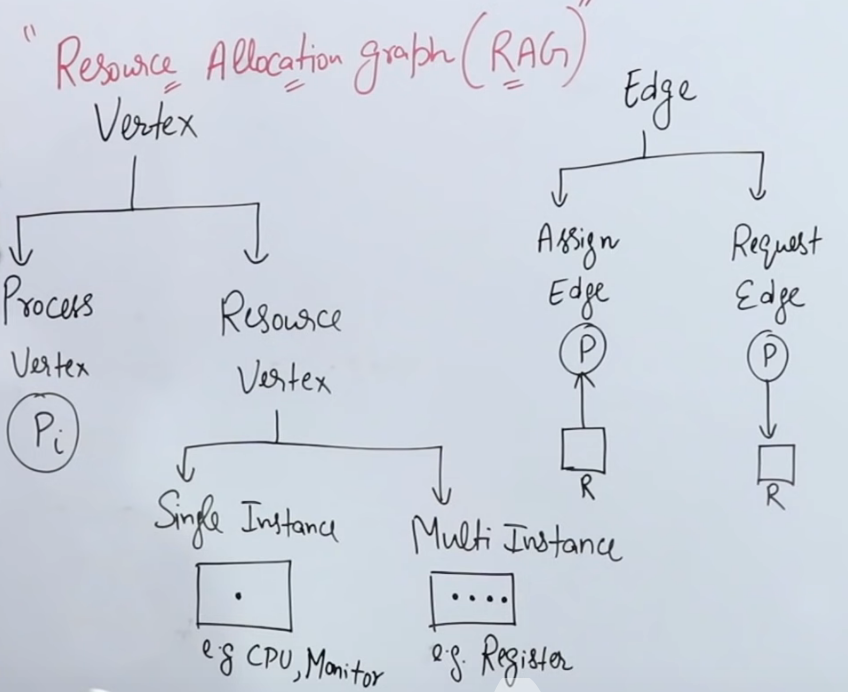 "Resource Allocation graph (RAG)"
Vertex
Process
Vertex
Pi
Resource
Vertex
Single Instance
e.g CPU, Monitor
Multi Instance
e.g. Register
Edge
Assign
Edge
P
R
Request
Edge
P
R